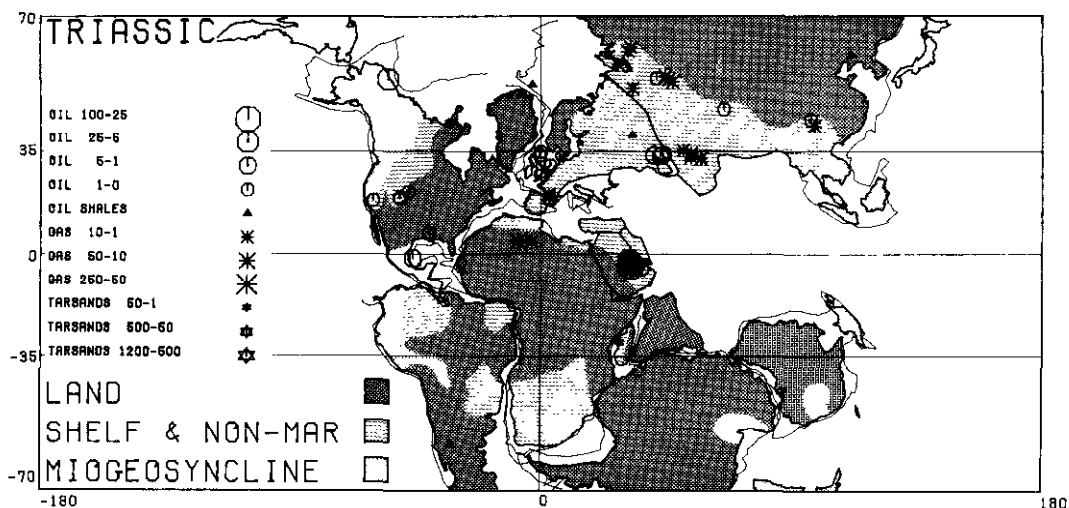 70
TRIASSIC
OIL 100-25
OIL 25-5
OIL 5-1
OIL 1-0
OIL SHALES
GAS 10-1
GAS 50-10
GAS 250-50
TARSANDS 50-1
TARSANDS 500-50
TARSANDS 1200-500
35
0
-35
LAND
SHELF & NON-MAR
MIOGEOSYNCLINE
-70
-180
0
180